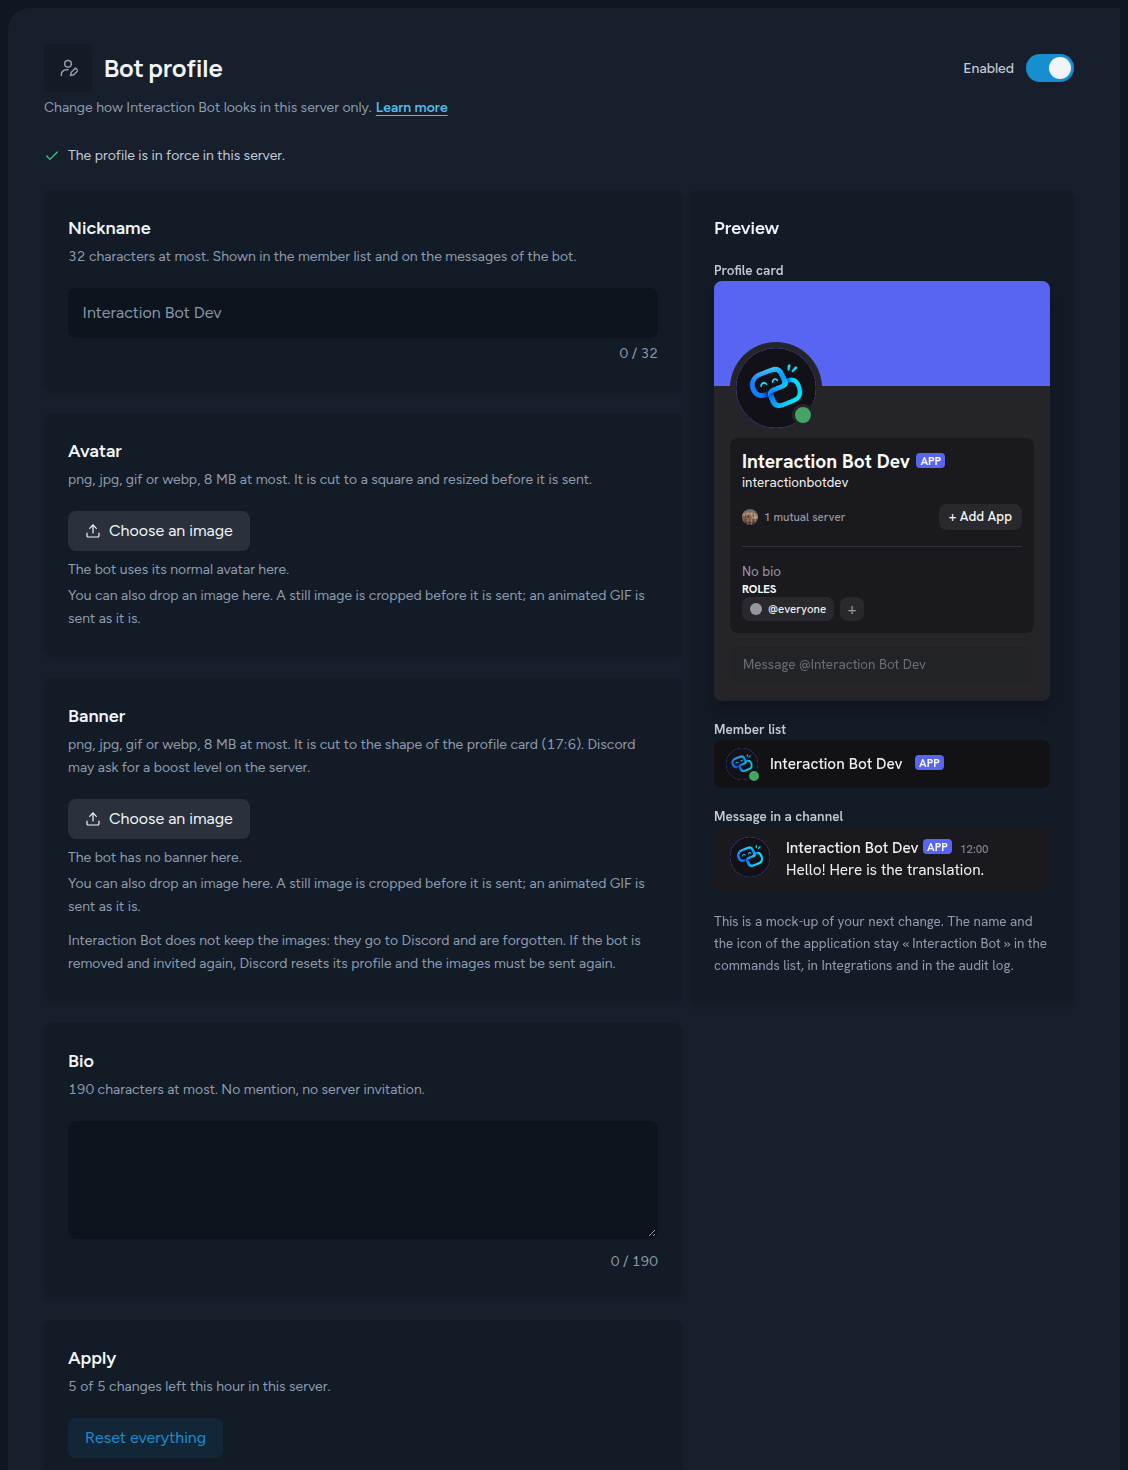 Bot profile
Enabled
Change how Interaction Bot looks in this server only. Learn more
The profile is in force in this server.
Nickname
32 characters at most. Shown in the member list and on the messages of the bot.
Interaction Bot Dev
0 / 32
Avatar
png, jpg, gif or webp, 8 MB at most. It is cut to a square and resized before it is sent.
Choose an image
The bot uses its normal avatar here.
You can also drop an image here. A still image is cropped before it is sent; an animated GIF is
sent as it is.
Banner
png, jpg, gif or webp, 8 MB at most. It is cut to the shape of the profile card (17:6). Discord
may ask for a boost level on the server.
Choose an image
The bot has no banner here.
You can also drop an image here. A still image is cropped before it is sent; an animated GIF is
sent as it is.
Interaction Bot does not keep the images: they go to Discord and are forgotten. If the bot is
removed and invited again, Discord resets its profile and the images must be sent again.
Bio
190 characters at most. No mention, no server invitation.
0 / 190
Apply
5 of 5 changes left this hour in this server.
Reset everything
Preview
Profile card
Interaction Bot Dev APP
interactionbotdev
1 mutual server
+ Add App
No bio
ROLES
@everyone +
Message @Interaction Bot Dev
Member list
Interaction Bot Dev APP
Message in a channel
Interaction Bot Dev APP 12:00
Hello! Here is the translation.
This is a mock-up of your next change. The name and
the icon of the application stay « Interaction Bot » in the
commands list, in Integrations and in the audit log.